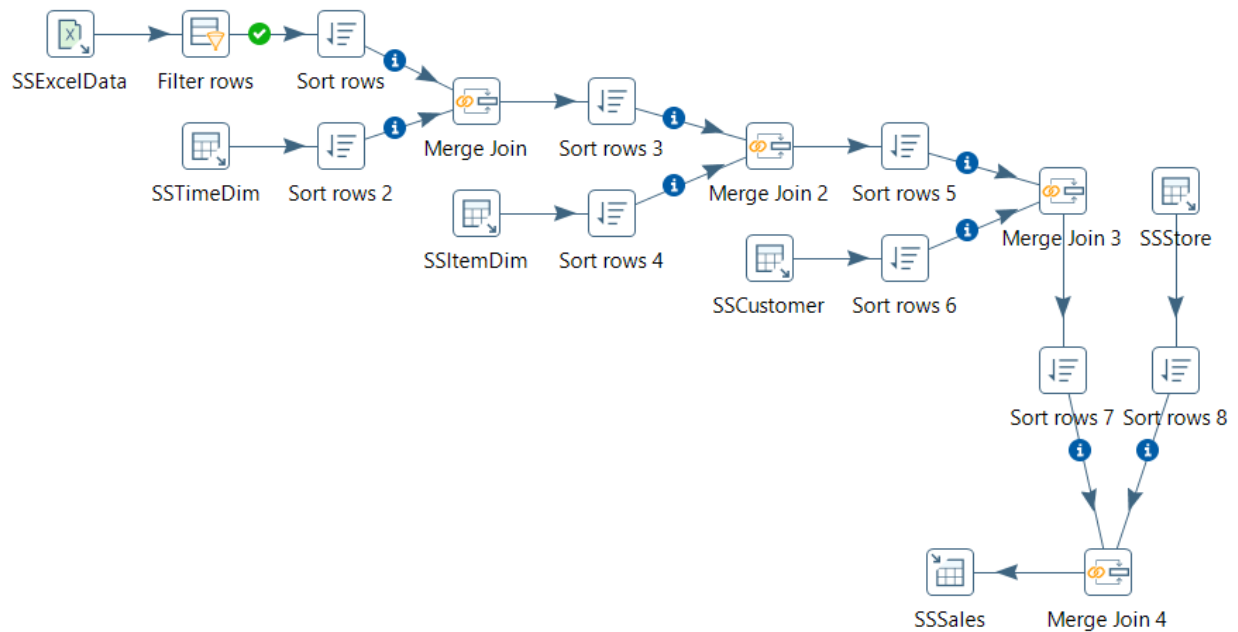 SSExcelData
Filter rows
Sort rows
SSTimeDim
Sort rows 2
Merge Join
Sort rows 3
SSItemDim
Sort rows 4
Merge Join 2
Sort rows 5
SSCustomer
Sort rows 6
Merge Join 3
SSStore
Sort rows 7
Sort rows 8
SSSales
Merge Join 4